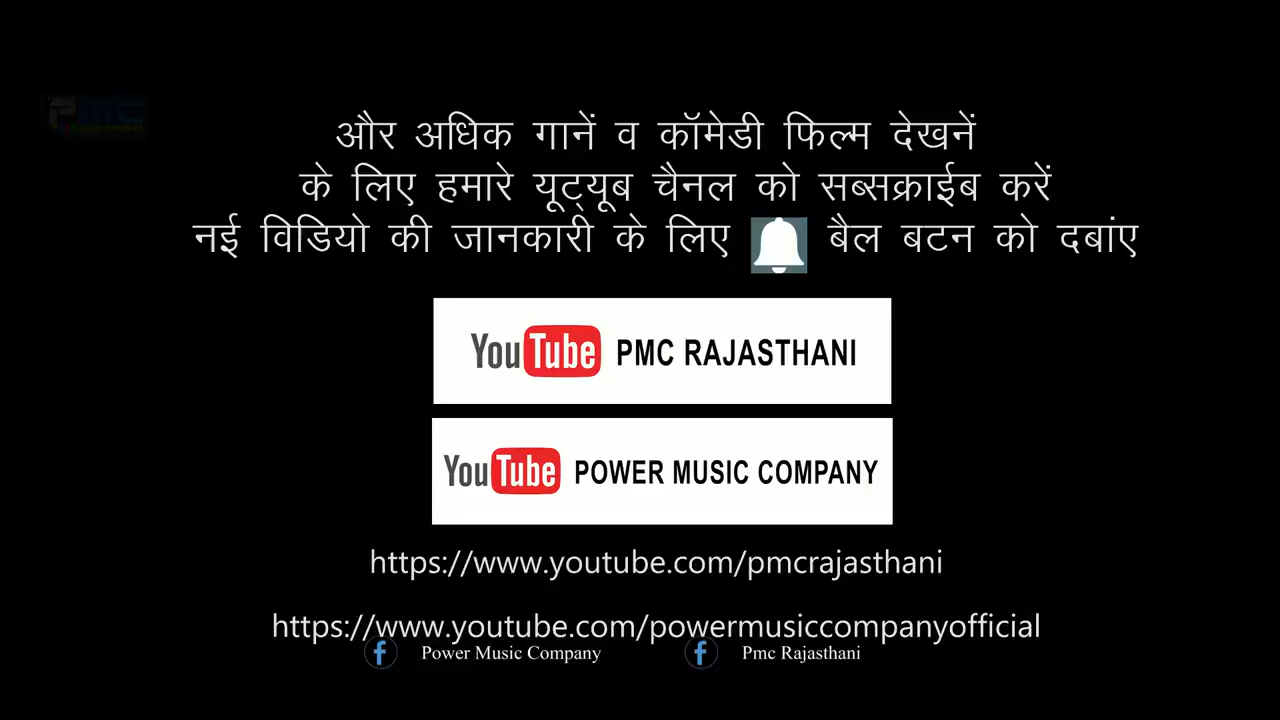 और अधिक गानें व कॉमेडी फिल्म देखनें
के लिए हमारे यूट्यूब चैनल को सब्सक्राईब करें
नई विडियो की जानकारी के लिए बैल बटन को दबांए
YouTube PMC RAJASTHANI
YouTube POWER MUSIC COMPANY
https://www.youtube.com/pmcrajasthani
https://www.youtube.com/powermusiccompanyofficial
Power Music Company Pmc Rajasthani
PMC